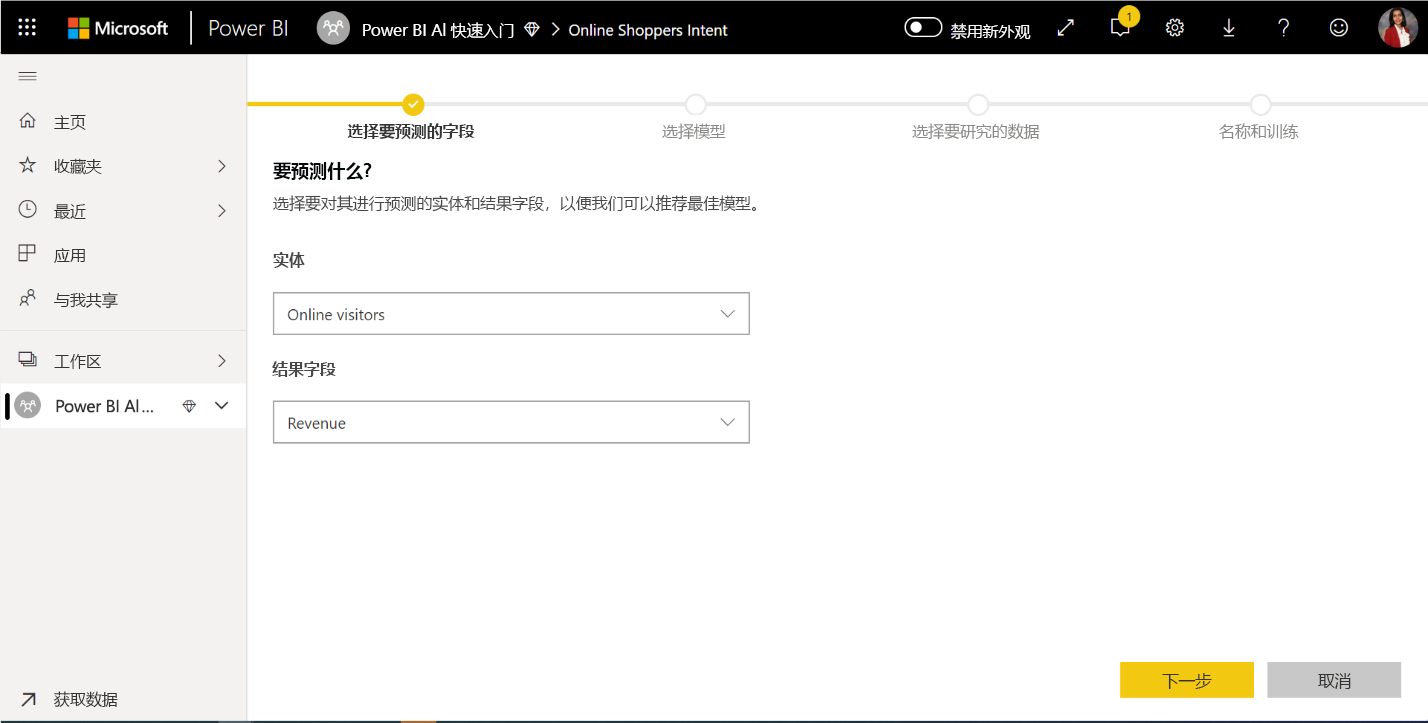 Microsoft Power BI Power BI AI 快速入门 Online Shoppers Intent 禁用新外观 1
主页
收藏夹
最近
应用
与我共享
工作区
Power BI AI...
获取数据
选择要预测的字段 选择模型 选择要研究的数据 名称和训练
要预测什么?
选择要对其进行预测的实体和结果字段，以便我们可以推荐最佳模型。
实体
Online visitors
结果字段
Revenue
下一步 取消